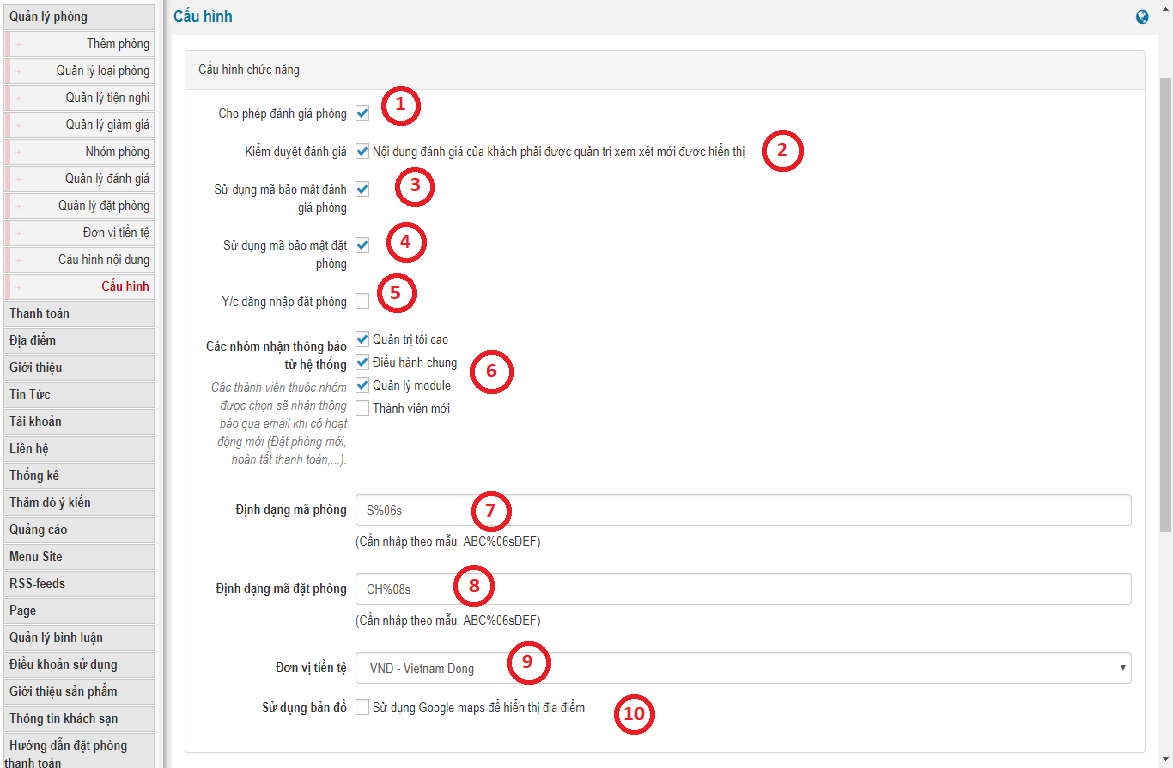 Quản lý phòng
Thêm phòng
Quản lý loại phòng
Quản lý tiện nghi
Quản lý giảm giá
Nhóm phòng
Quản lý đánh giá
Quản lý đặt phòng
Đơn vị tiền tệ
Cấu hình nội dung
Cấu hình
Thanh toán
Địa điểm
Giới thiệu
Tin Tức
Tài khoản
Liên hệ
Thống kê
Thăm dò ý kiến
Quảng cáo
Menu Site
RSS-feeds
Page
Quản lý bình luận
Điều khoản sử dụng
Giới thiệu sản phẩm
Thông tin khách sạn
Hướng dẫn đặt phòng
thanh toán
Cấu hình
Cấu hình chức năng
Cho phép đánh giá phòng 1
Kiểm duyệt đánh giá Nội dung đánh giá của khách phải được quản trị xem xét mới được hiển thị 2
Sử dụng mã bảo mật đánh 3
giá phòng
Sử dụng mã bảo mật đặt 4
phòng
Y/c đăng nhập đặt phòng 5
Các nhóm nhận thông báo
từ hệ thống
Các thành viên thuộc nhóm
được chọn sẽ nhận thông
báo qua email khi có hoạt
động mới (Đặt phòng mới,
hoàn tất thanh toán,...).
Quản trị tối cao
Điều hành chung
Quản lý module
Thành viên mới
6
Định dạng mã phòng S%06s 7
(Cần nhập theo mẫu: ABC%06sDEF)
Định dạng mã đặt phòng CH%08s 8
(Cần nhập theo mẫu: ABC%06sDEF)
Đơn vị tiền tệ VND - Vietnam Dong 9
Sử dụng bản đồ Sử dụng Google maps để hiển thị địa điểm 10